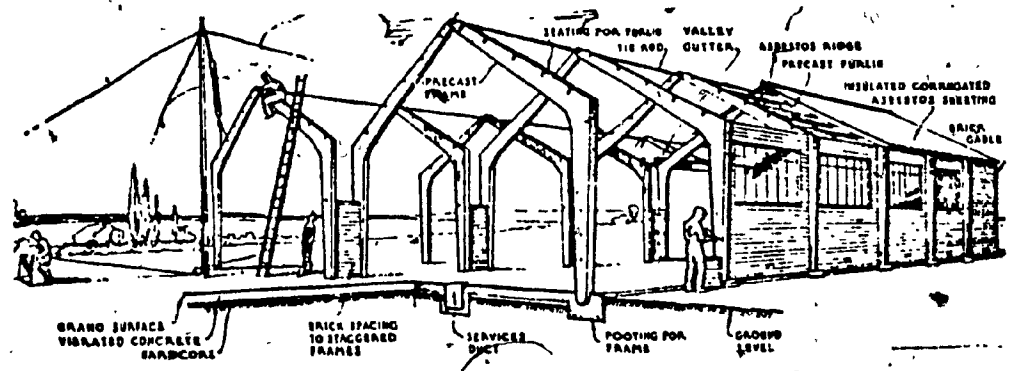 SEATING FOR PURLIN
TIE ROD
VALLEY
GUTTER
ASBESTOS RIDGE
PRECAST PURLIN
PRECAST
FRAME
INSULATED CORRUGATED
ASBESTOS SHEETING
BRICK
GABLE
GRANO SURFACE
VIBRATED CONCRETE
HARDCORE
BRICK SPACING
TO STAGGERED
FRAMES
SERVICES
DUCT
FOOTING FOR
FRAME
GROUND
LEVEL